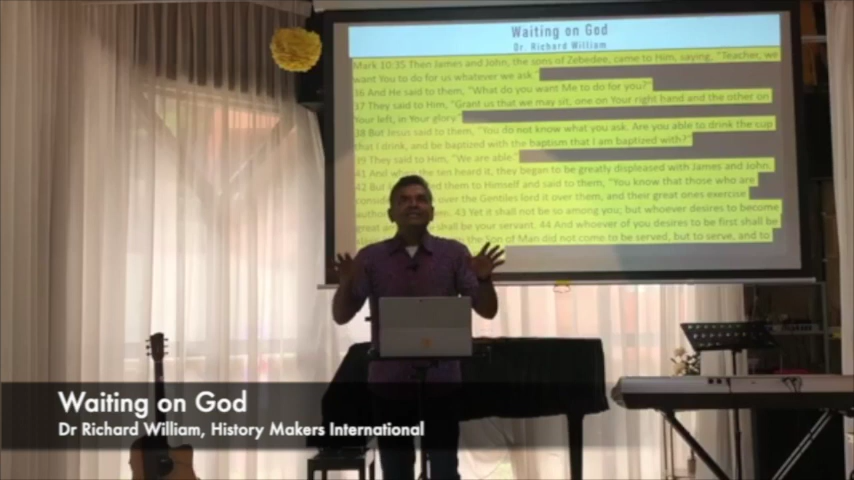 Waiting on God
Dr. Richard William
Mark 10:35 Then James and John, the sons of Zebedee, came to Him, saying, "Teacher, we
want You to do for us whatever we ask."
36 And He said to them, "What do you want Me to do for you?"
37 They said to Him, "Grant us that we may sit, one on Your right hand and the other on
Your left, in Your glory."
38 But Jesus said to them, "You do not know what you ask. Are you able to drink the cup
that I drink, and be baptized with the baptism that I am baptized with?"
39 They said to Him, "We are able."
41 And when the ten heard it, they began to be greatly displeased with James and John.
42 But them to Himself and said to them, "You know that those who are
over the Gentiles lord it over them, and their great ones exercise
43 Yet it shall not be so among you; but whoever desires to become
great shall be your servant. 44 And whoever of you desires to be first shall be
the Son of Man did not come to be served, but to serve, and to
Waiting on God
Dr Richard William, History Makers International